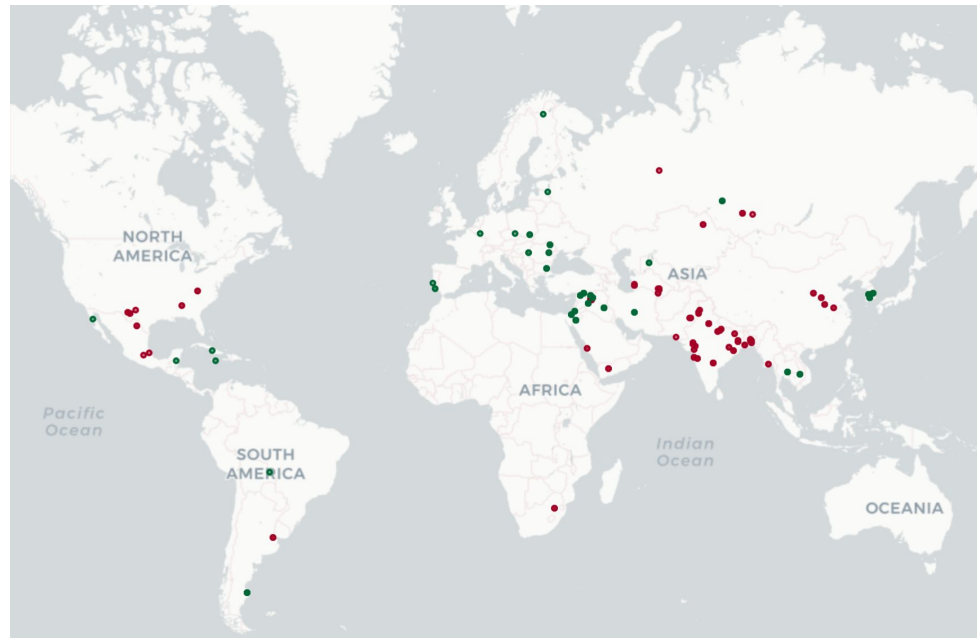 NORTH
AMERICA
ASIA
AFRICA
Pacific
Ocean
Indian
Ocean
SOUTH
AMERICA
OCEANIA